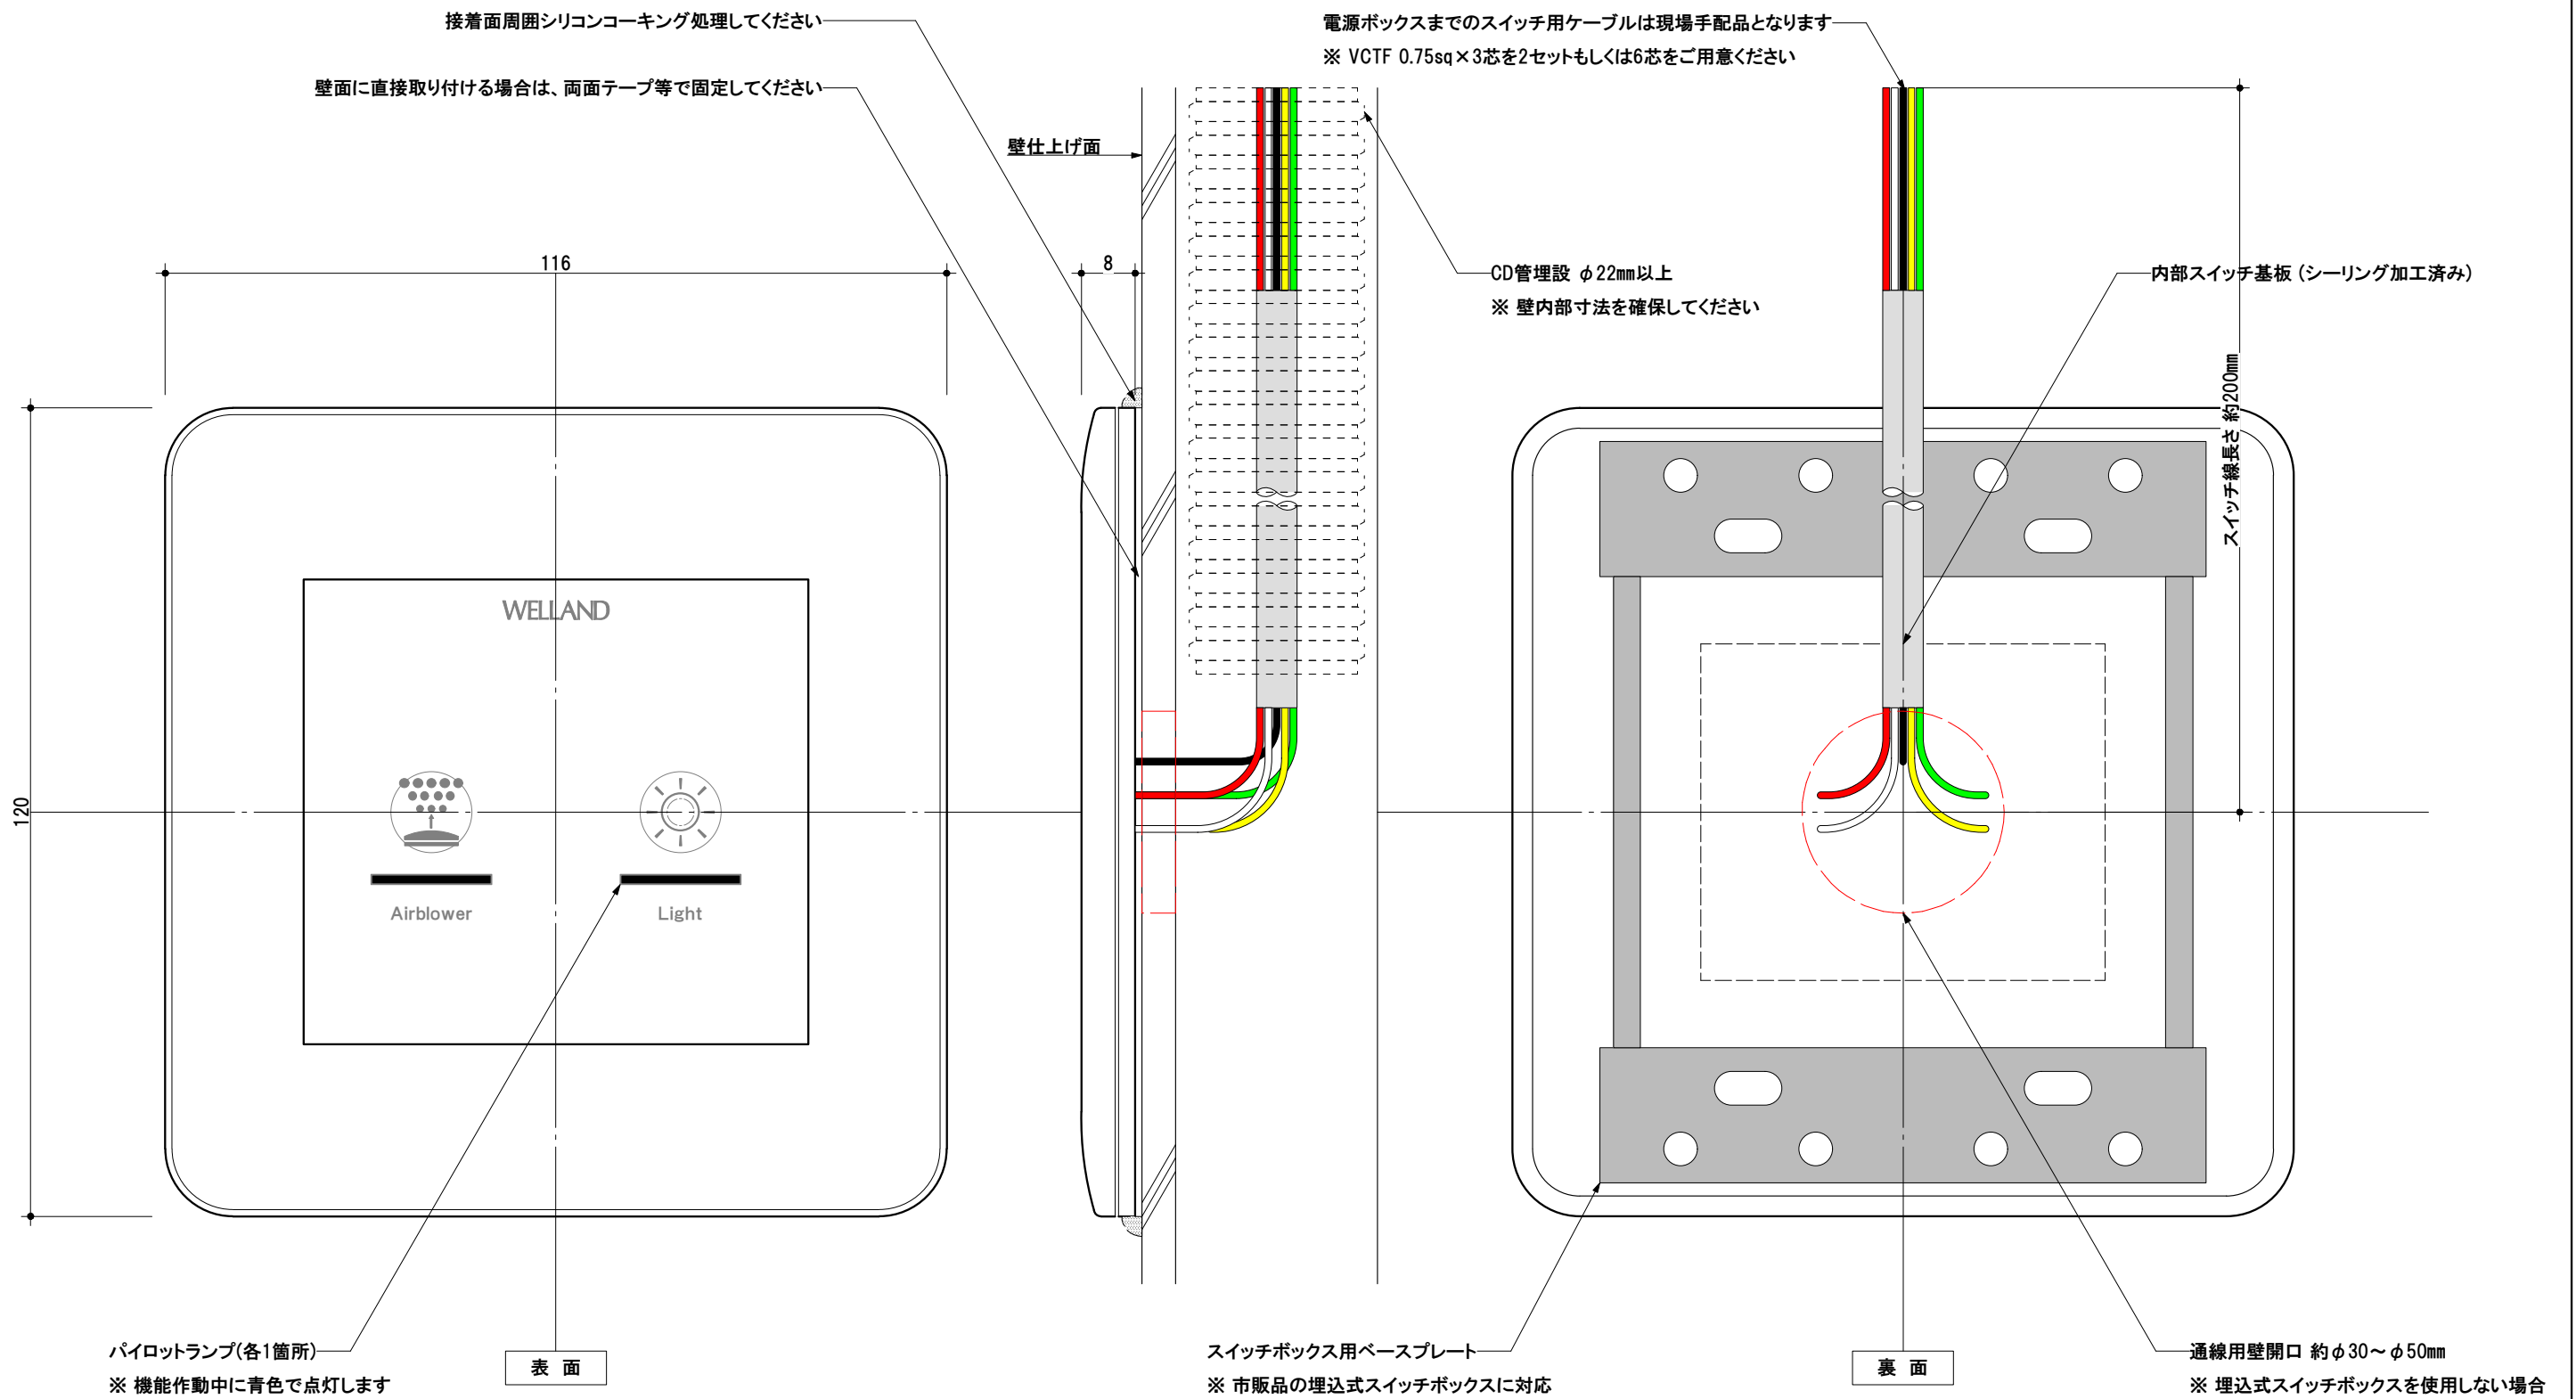 接着面周囲シリコンコーキング処理してください
電源ボックスまでのスイッチ用ケーブルは現場手配品となります
※ VCTF 0.75sq×3芯を2セットもしくは6芯をご用意ください
壁面に直接取り付ける場合は、両面テープ等で固定してください
壁仕上げ面
116
8
CD管埋設 φ22mm以上
※ 壁内部寸法を確保してください
内部スイッチ基板 (シーリング加工済み)
スイッチ線長さ 約200mm
120
WELLAND
Airblower
Light
パイロットランプ(各1箇所)
※ 機能作動中に青色で点灯します
表 面
スイッチボックス用ベースプレート
※ 市販品の埋込式スイッチボックスに対応
裏 面
通線用壁開口 約φ30～φ50mm
※ 埋込式スイッチボックスを使用しない場合